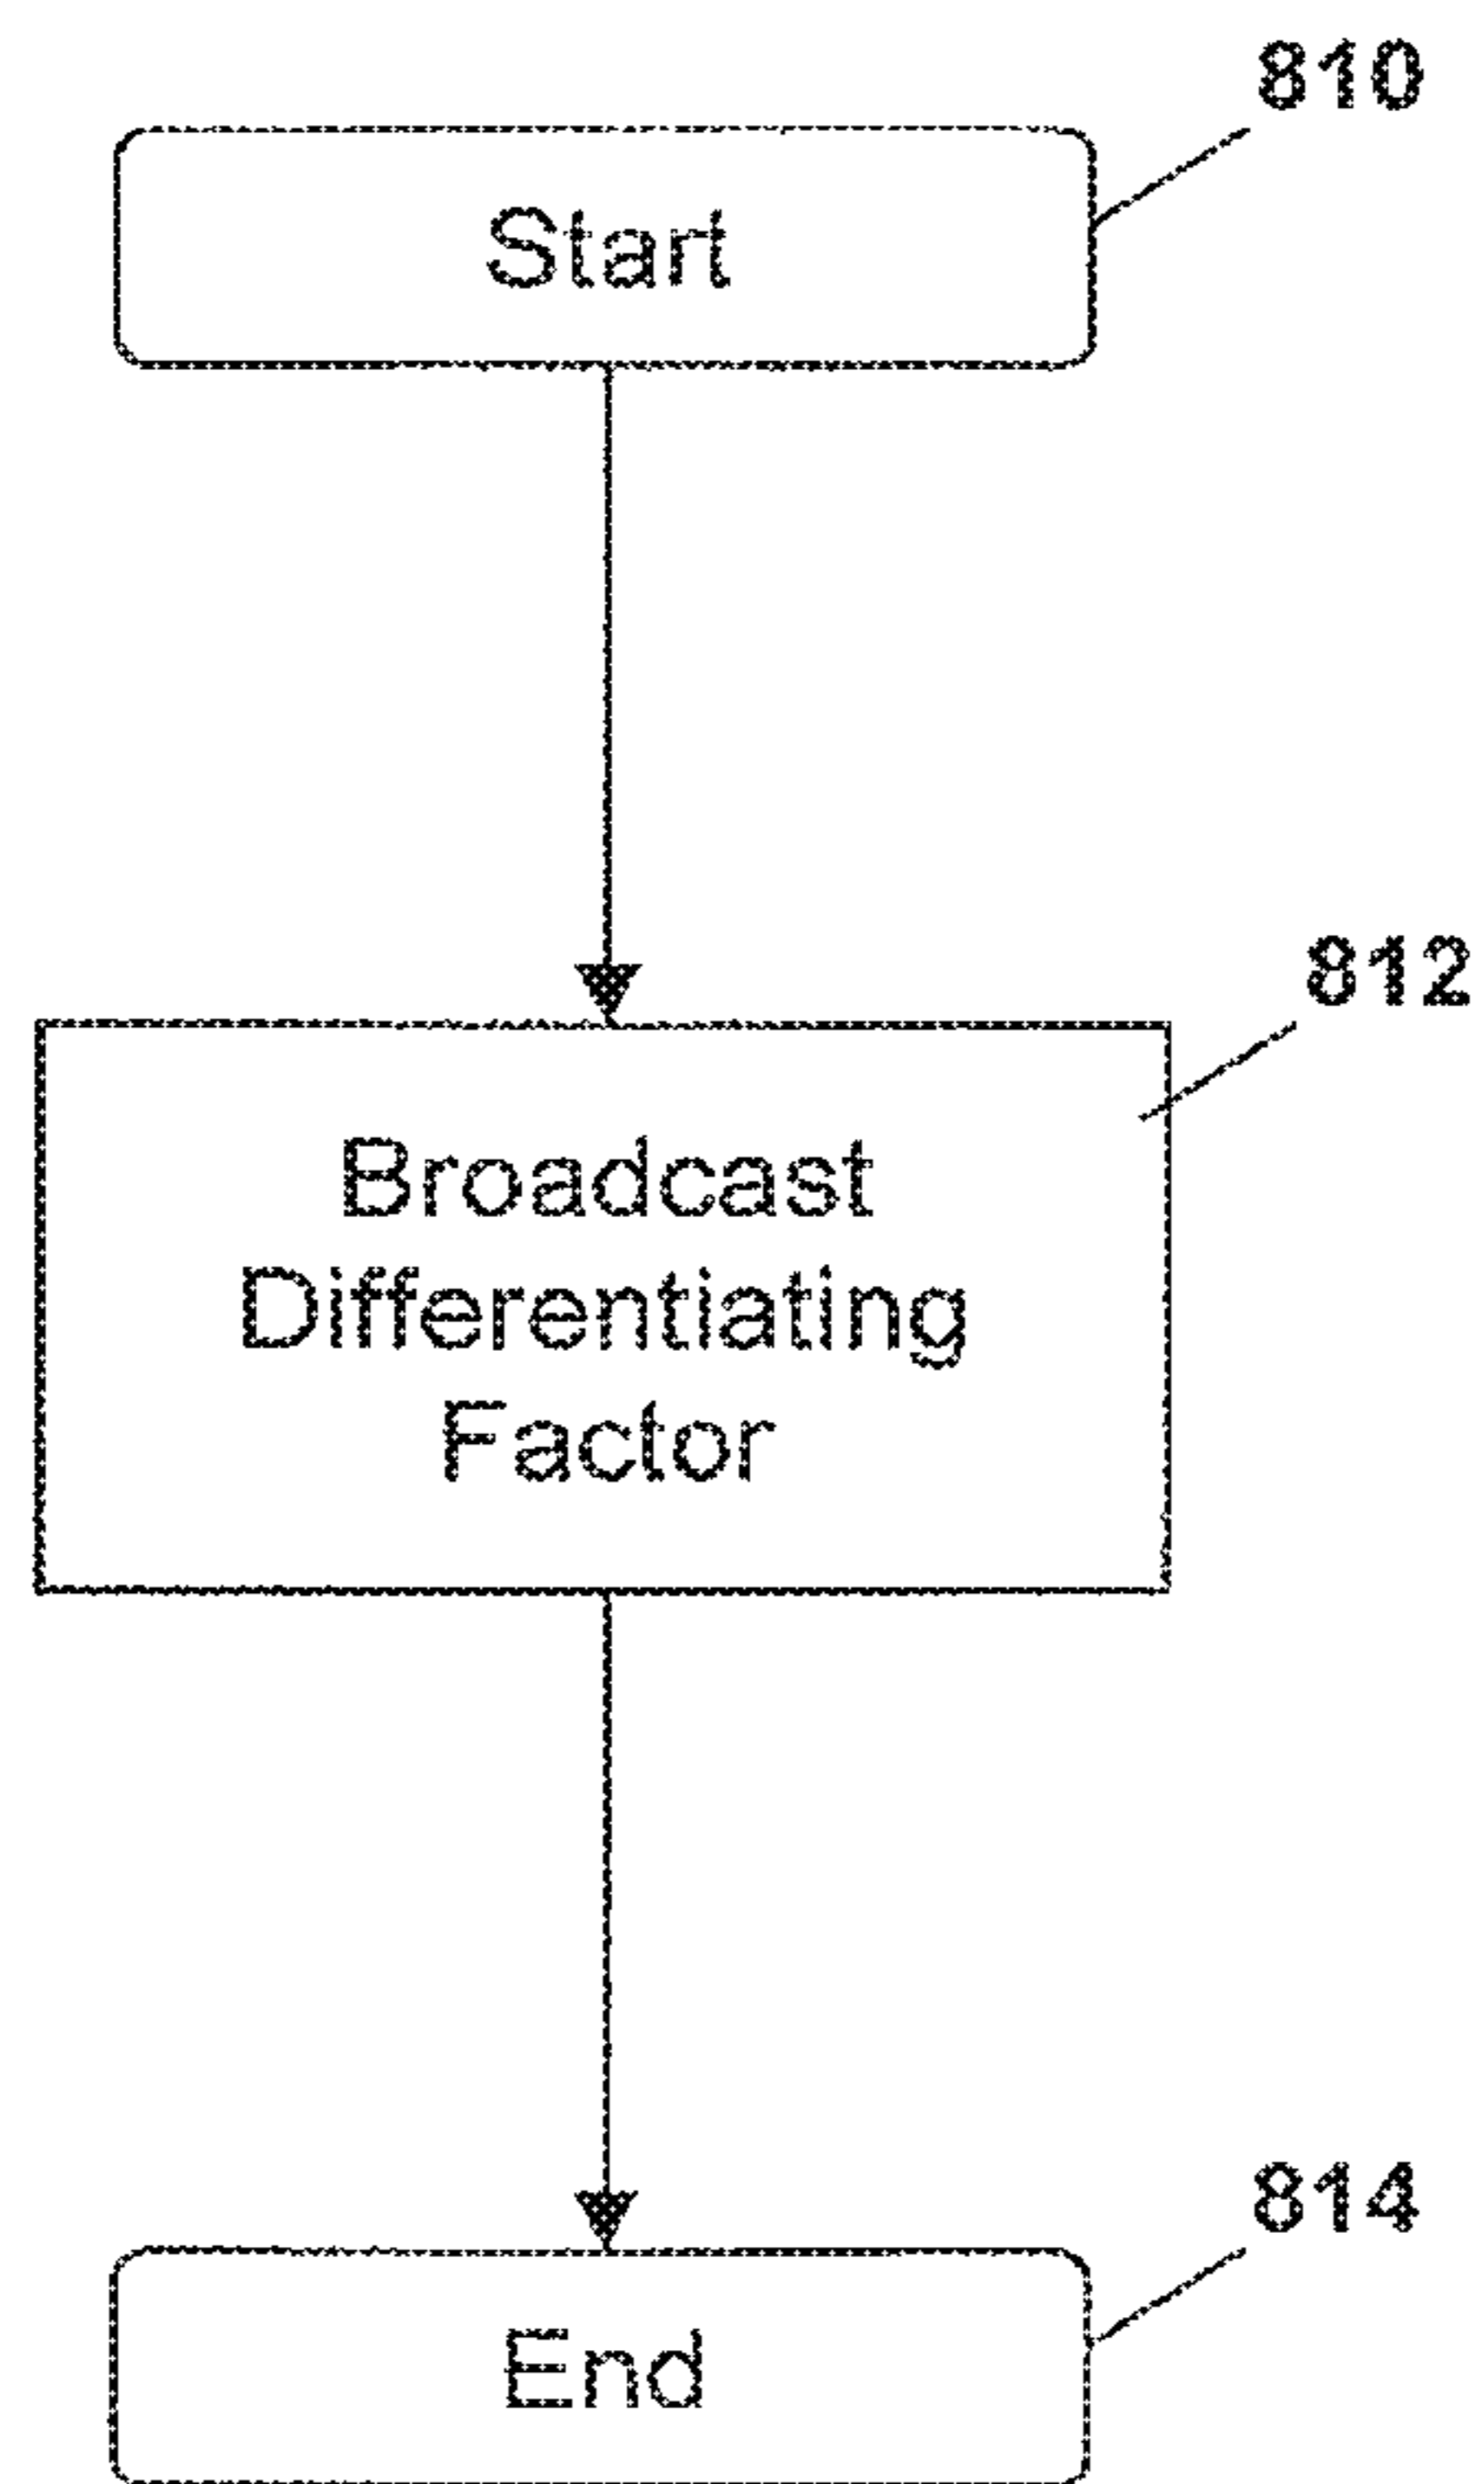 810
Start
812
Broadcast
Differentiating
Factor
814
End